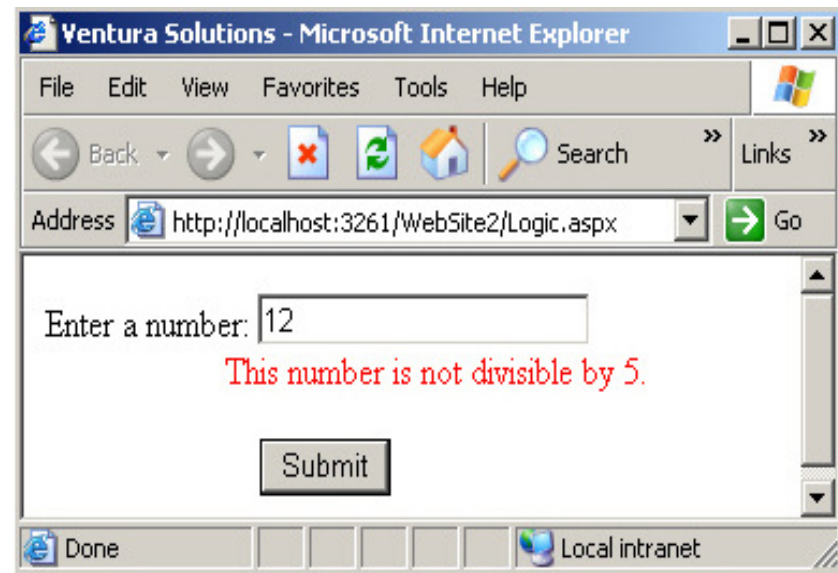 Ventura Solutions - Microsoft Internet Explorer
File Edit View Favorites Tools Help
Back Search » Links »
Address http://localhost:3261/WebSite2/Logic.aspx Go
Enter a number: 12
This number is not divisible by 5.
Submit
Done Local intranet